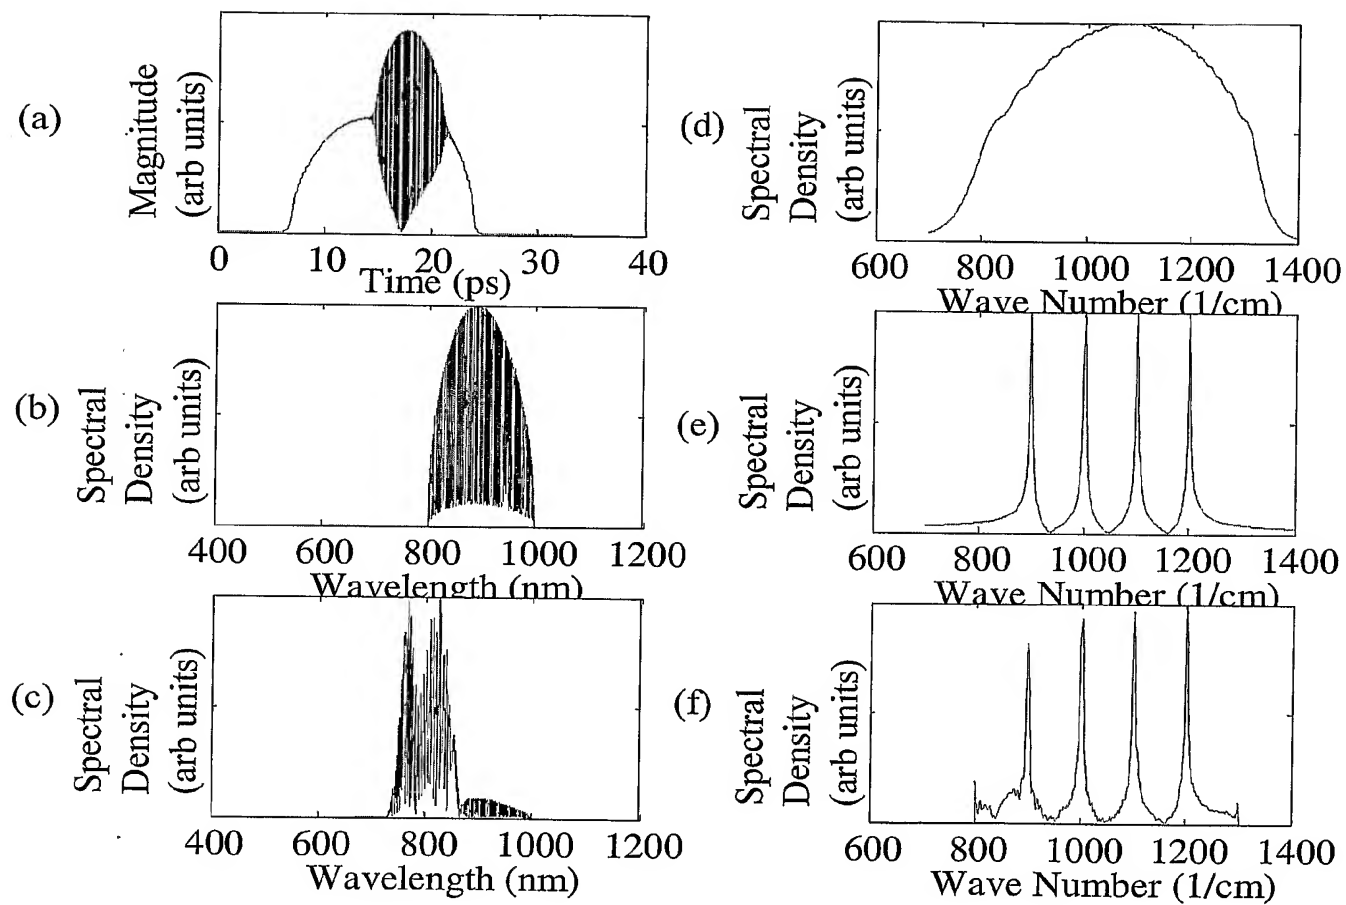 (a)
Magnitude
(arb units)
0 10 20 30 40
Time (ps)
(b)
Spectral
Density
(arb units)
400 600 800 1000 1200
Wavelength (nm)
(c)
Spectral
Density
(arb units)
400 600 800 1000 1200
Wavelength (nm)
(d)
Spectral
Density
(arb units)
600 800 1000 1200 1400
Wave Number (1/cm)
(e)
Spectral
Density
(arb units)
600 800 1000 1200 1400
Wave Number (1/cm)
(f)
Spectral
Density
(arb units)
600 800 1000 1200 1400
Wave Number (1/cm)